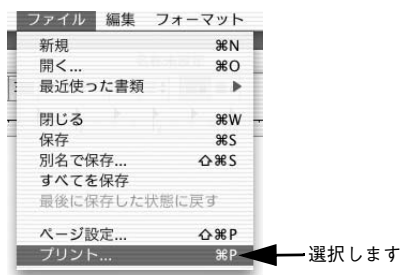 ファイル 編集 フォーマット
新規 ⌘N
開く... ⌘O
最近使った書類 ▶
閉じる ⌘W
保存 ⌘S
別名で保存... ⇧⌘S
すべてを保存
最後に保存した状態に戻す
ページ設定... ⇧⌘P
プリント... ⌘P 選択します